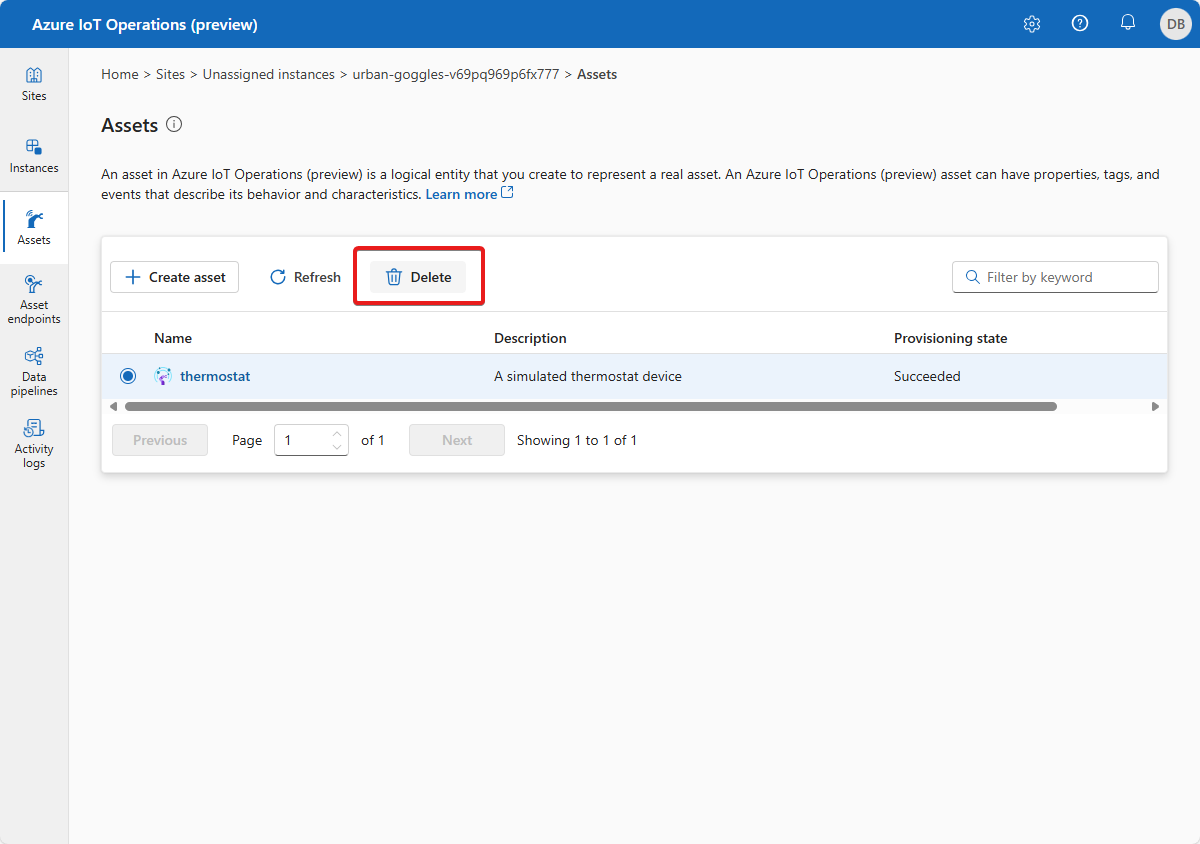 Azure IoT Operations (preview)
DB
Sites
Instances
Assets
Asset
endpoints
Data
pipelines
Activity
logs
Home > Sites > Unassigned instances > urban-goggles-v69pq969p6fx777 > Assets
Assets
An asset in Azure IoT Operations (preview) is a logical entity that you create to represent a real asset. An Azure IoT Operations (preview) asset can have properties, tags, and
events that describe its behavior and characteristics. Learn more
Create asset Refresh Delete Filter by keyword
Name Description Provisioning state
thermostat A simulated thermostat device Succeeded
Previous Page 1 of 1 Next Showing 1 to 1 of 1